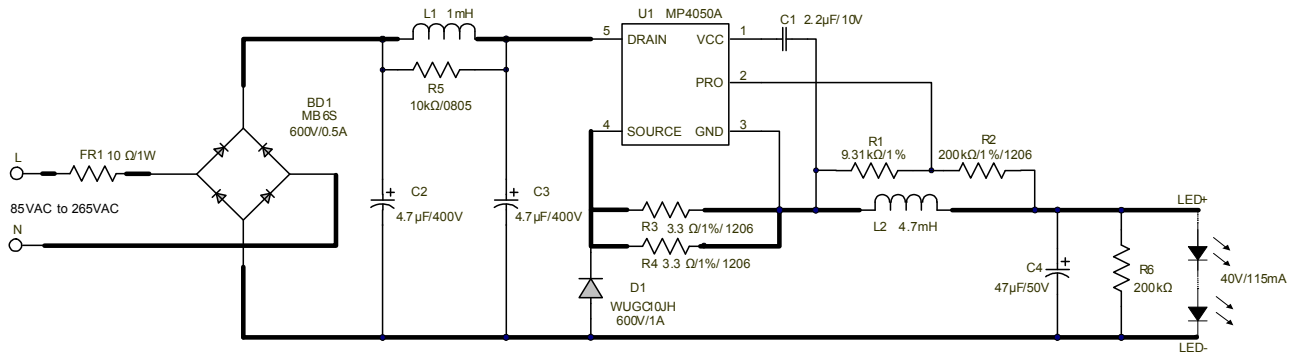 L1 1mH
U1 MP4050A
C1 2.2µF/10V
5 DRAIN VCC 1
PRO 2
4 SOURCE GND 3
R5
10kΩ/0805
BD1
MB6S
600V/0.5A
L
FR1 10 Ω/1W
85VAC to 265VAC
N
C2
4.7µF/400V
C3
4.7µF/400V
R1
9.31kΩ/1%
R2
200kΩ/1%/1206
R3 3.3 Ω/1%/1206
R4 3.3 Ω/1%/1206
L2 4.7mH
LED+
D1
WUGC10JH
600V/1A
C4
47µF/50V
R6
200kΩ
40V/115mA
LED-